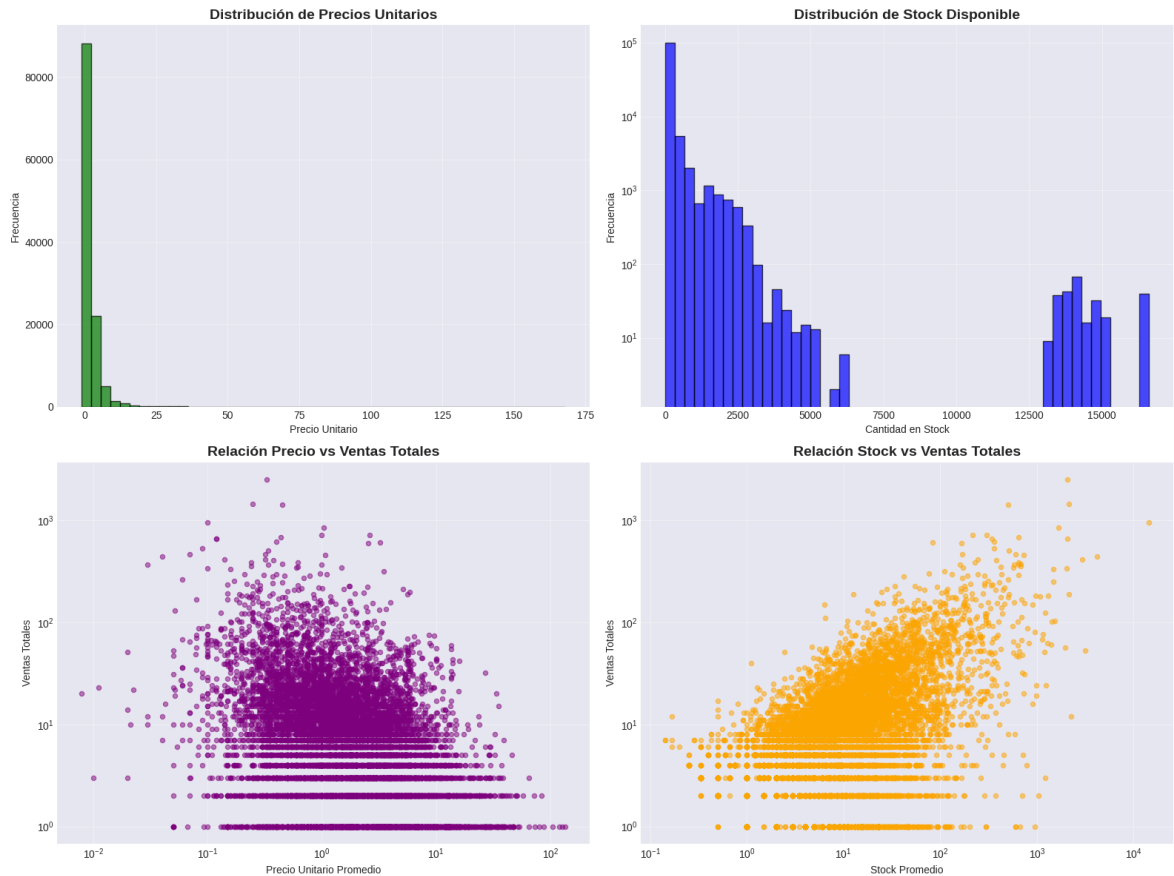 Distribución de Precios Unitarios
80000
60000
40000
20000
0
Frecuencia
0 25 50 75 100 125 150 175
Precio Unitario
Distribución de Stock Disponible
10^5
10^4
10^3
10^2
10^1
Frecuencia
0 2500 5000 7500 10000 12500 15000
Cantidad en Stock
Relación Precio vs Ventas Totales
10^3
10^2
10^1
10^0
Ventas Totales
10^−2 10^−1 10^0 10^1 10^2
Precio Unitario Promedio
Relación Stock vs Ventas Totales
10^3
10^2
10^1
10^0
Ventas Totales
10^−1 10^0 10^1 10^2 10^3 10^4
Stock Promedio